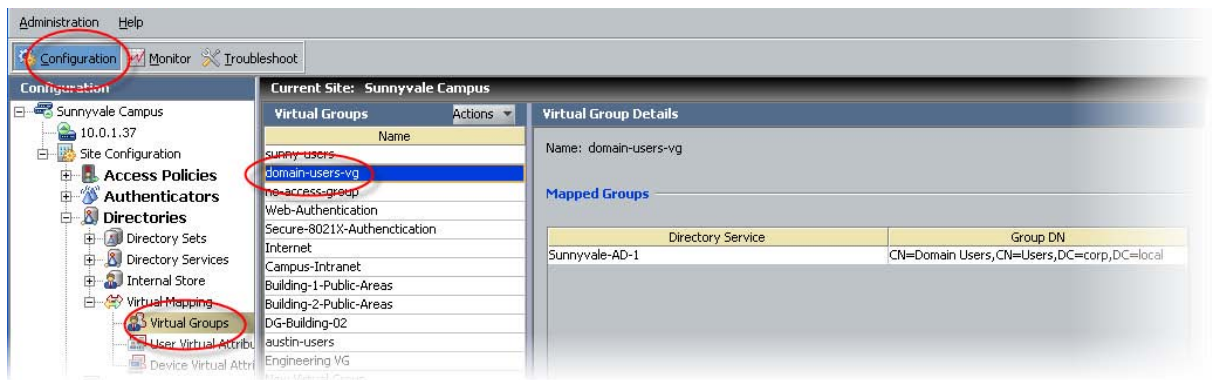 Administration Help
Configuration Monitor Troubleshoot
Configuration
Sunnyvale Campus
10.0.1.37
Site Configuration
Access Policies
Authenticators
Directories
Directory Sets
Directory Services
Internal Store
Virtual Mapping
Virtual Groups
User Virtual Attribu
Device Virtual Attri
Current Site: Sunnyvale Campus
Virtual Groups Actions
Name
sunny-users
domain-users-vg
no-access-group
Web-Authentication
Secure-8021X-Authenctication
Internet
Campus-Intranet
Building-1-Public-Areas
Building-2-Public-Areas
DG-Building-02
austin-users
Engineering VG
New Virtual Group
Virtual Group Details
Name: domain-users-vg
Mapped Groups
Directory Service Group DN
Sunnyvale-AD-1 CN=Domain Users,CN=Users,DC=corp,DC=local